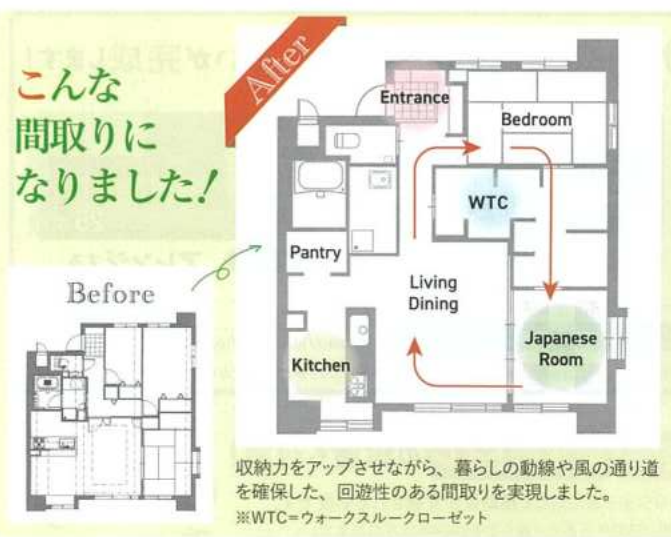 こんな
間取りに
なりました!
After
Before
Entrance
Bedroom
WTC
Pantry
Living
Dining
Kitchen
Japanese
Room
収納力をアップさせながら、暮らしの動線や風の通り道
を確保した、回遊性のある間取りを実現しました。
※WTC=ウォークスルークローゼット